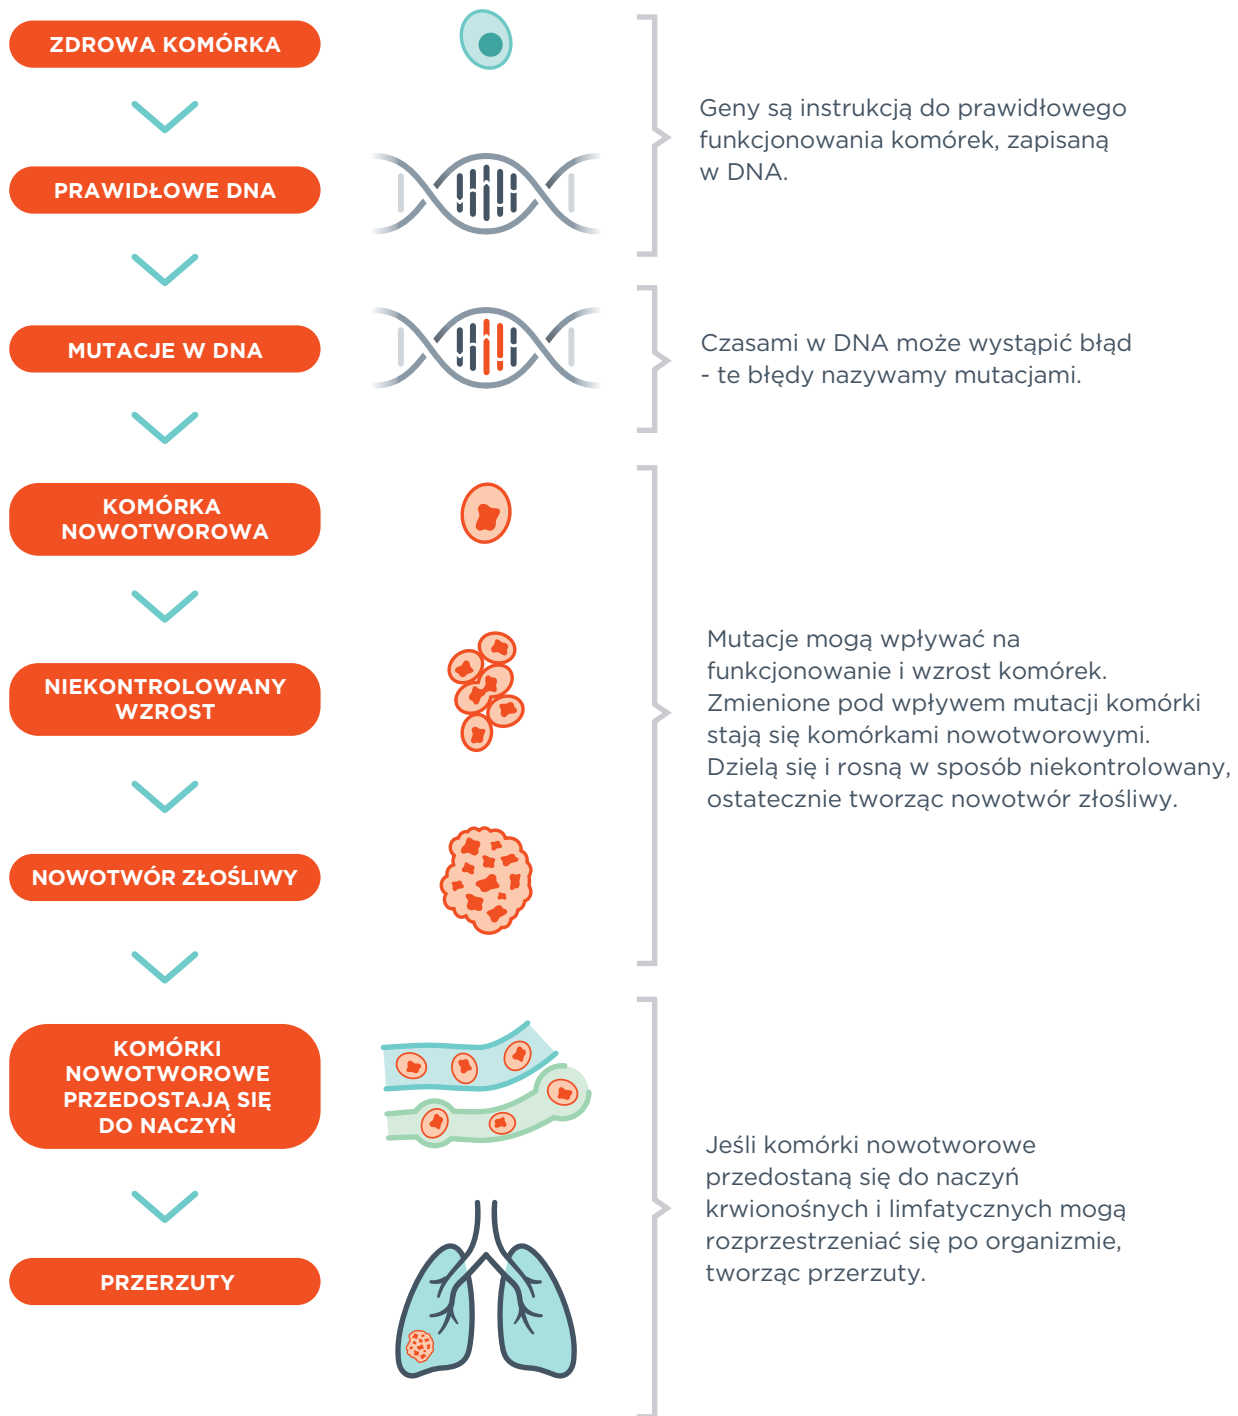 ZDROWA KOMÓRKA
PRAWIDŁOWE DNA
Geny są instrukcją do prawidłowego
funkcjonowania komórek, zapisaną
w DNA.
MUTACJE W DNA
Czasami w DNA może wystąpić błąd
- te błędy nazywamy mutacjami.
KOMÓRKA
NOWOTWOROWA
NIEKONTROLOWANY
WZROST
NOWOTWÓR ZŁOŚLIWY
Mutacje mogą wpływać na
funkcjonowanie i wzrost komórek.
Zmienione pod wpływem mutacji komórki
stają się komórkami nowotworowymi.
Dzielą się i rosną w sposób niekontrolowany,
ostatecznie tworząc nowotwór złośliwy.
KOMÓRKI
NOWOTWOROWE
PRZEDOSTAJĄ SIĘ
DO NACZYŃ
PRZERZUTY
Jeśli komórki nowotworowe
przedostaną się do naczyń
krwionośnych i limfatycznych mogą
rozprzestrzeniać się po organizmie,
tworząc przerzuty.